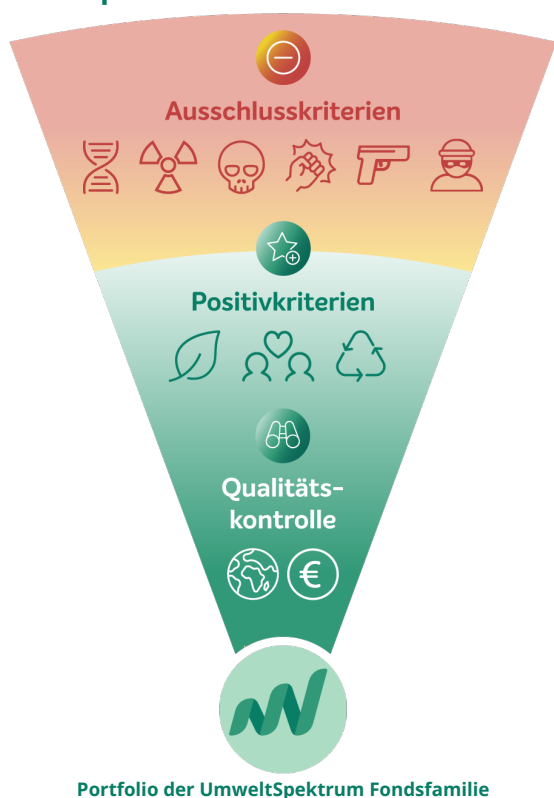 Ausschlusskriterien
Positivkriterien
Qualitäts-
kontrolle
€
Portfolio der UmweltSpektrum Fondsfamilie